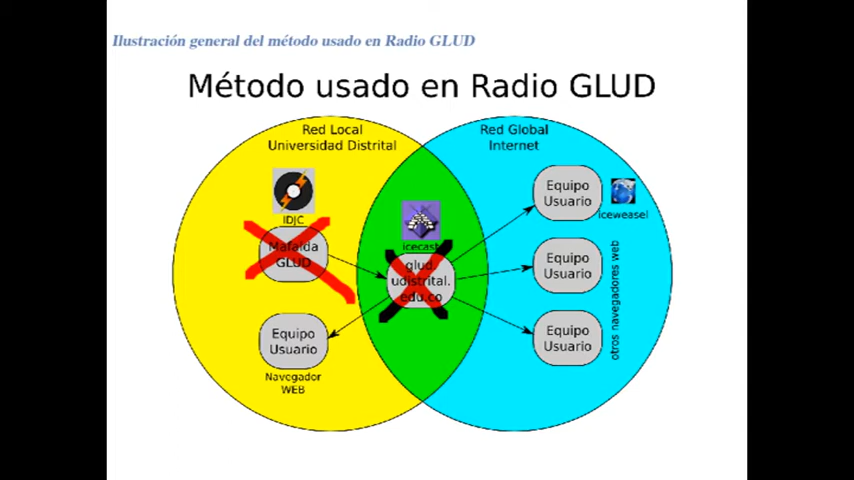 Ilustración general del método usado en Radio GLUD
Método usado en Radio GLUD
Red Local
Universidad Distrital
Red Global
Internet
IDJC
Mafalda
GLUD
Equipo
Usuario
Navegador
WEB
icecast
glud.
udistrital.
edu.co
Equipo
Usuario
iceweasel
Equipo
Usuario
Equipo
Usuario
otros navegadores web